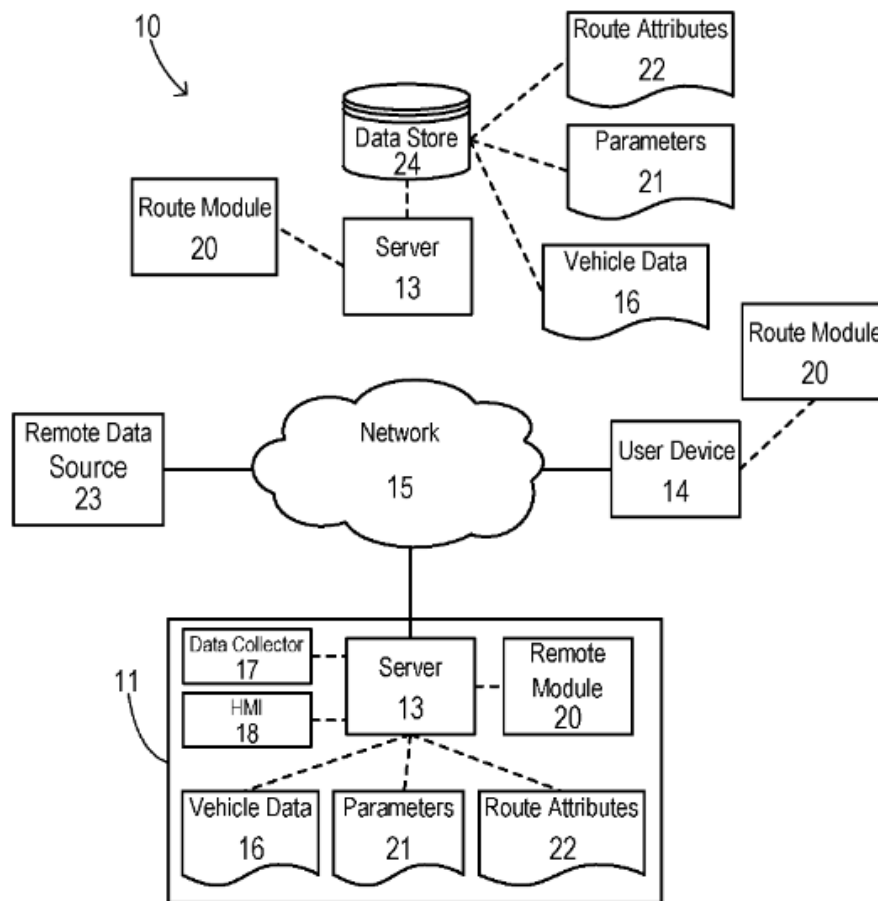 10
Route Attributes
22
Data Store
24
Parameters
21
Route Module
20
Server
13
Vehicle Data
16
Route Module
20
Remote Data
Source
23
Network
15
User Device
14
11
Data Collector
17
HMI
18
Server
13
Remote
Module
20
Vehicle Data
16
Parameters
21
Route Attributes
22